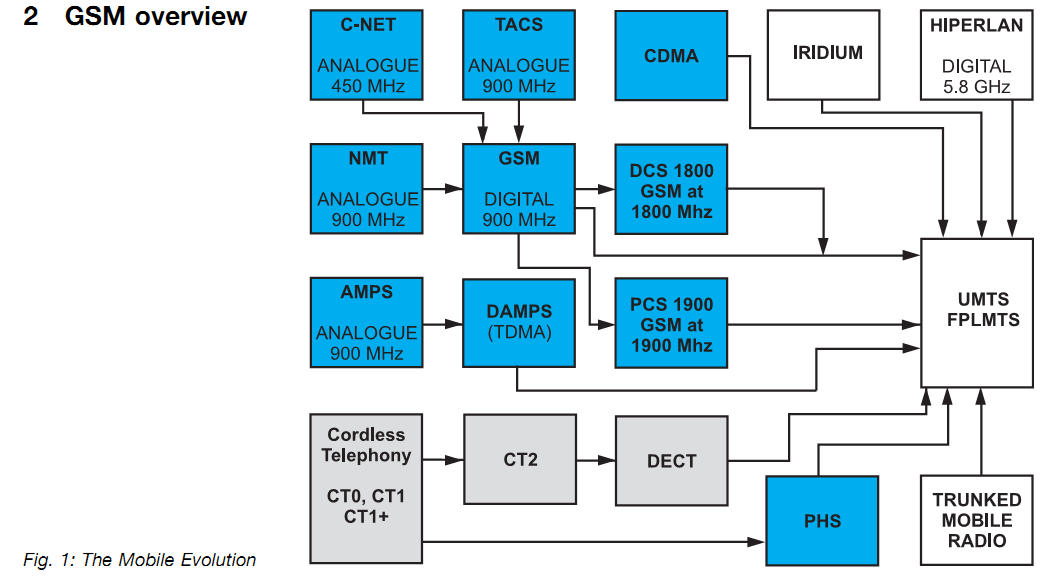 2 GSM overview
C-NET
ANALOGUE
450 MHz
TACS
ANALOGUE
900 MHz
CDMA
IRIDIUM
HIPERLAN
DIGITAL
5.8 GHz
NMT
ANALOGUE
900 MHz
GSM
DIGITAL
900 MHz
DCS 1800
GSM at
1800 Mhz
UMTS
FPLMTS
AMPS
ANALOGUE
900 MHz
DAMPS
(TDMA)
PCS 1900
GSM at
1900 Mhz
Cordless
Telephony
CT0, CT1
CT1+
CT2
DECT
PHS
TRUNKED
MOBILE
RADIO
Fig. 1: The Mobile Evolution